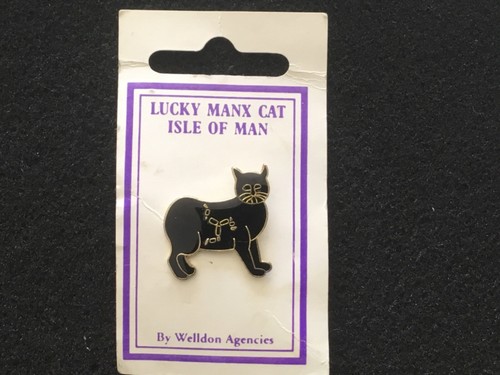 LUCKY MANX CAT
ISLE OF MAN
By Welldon Agencies